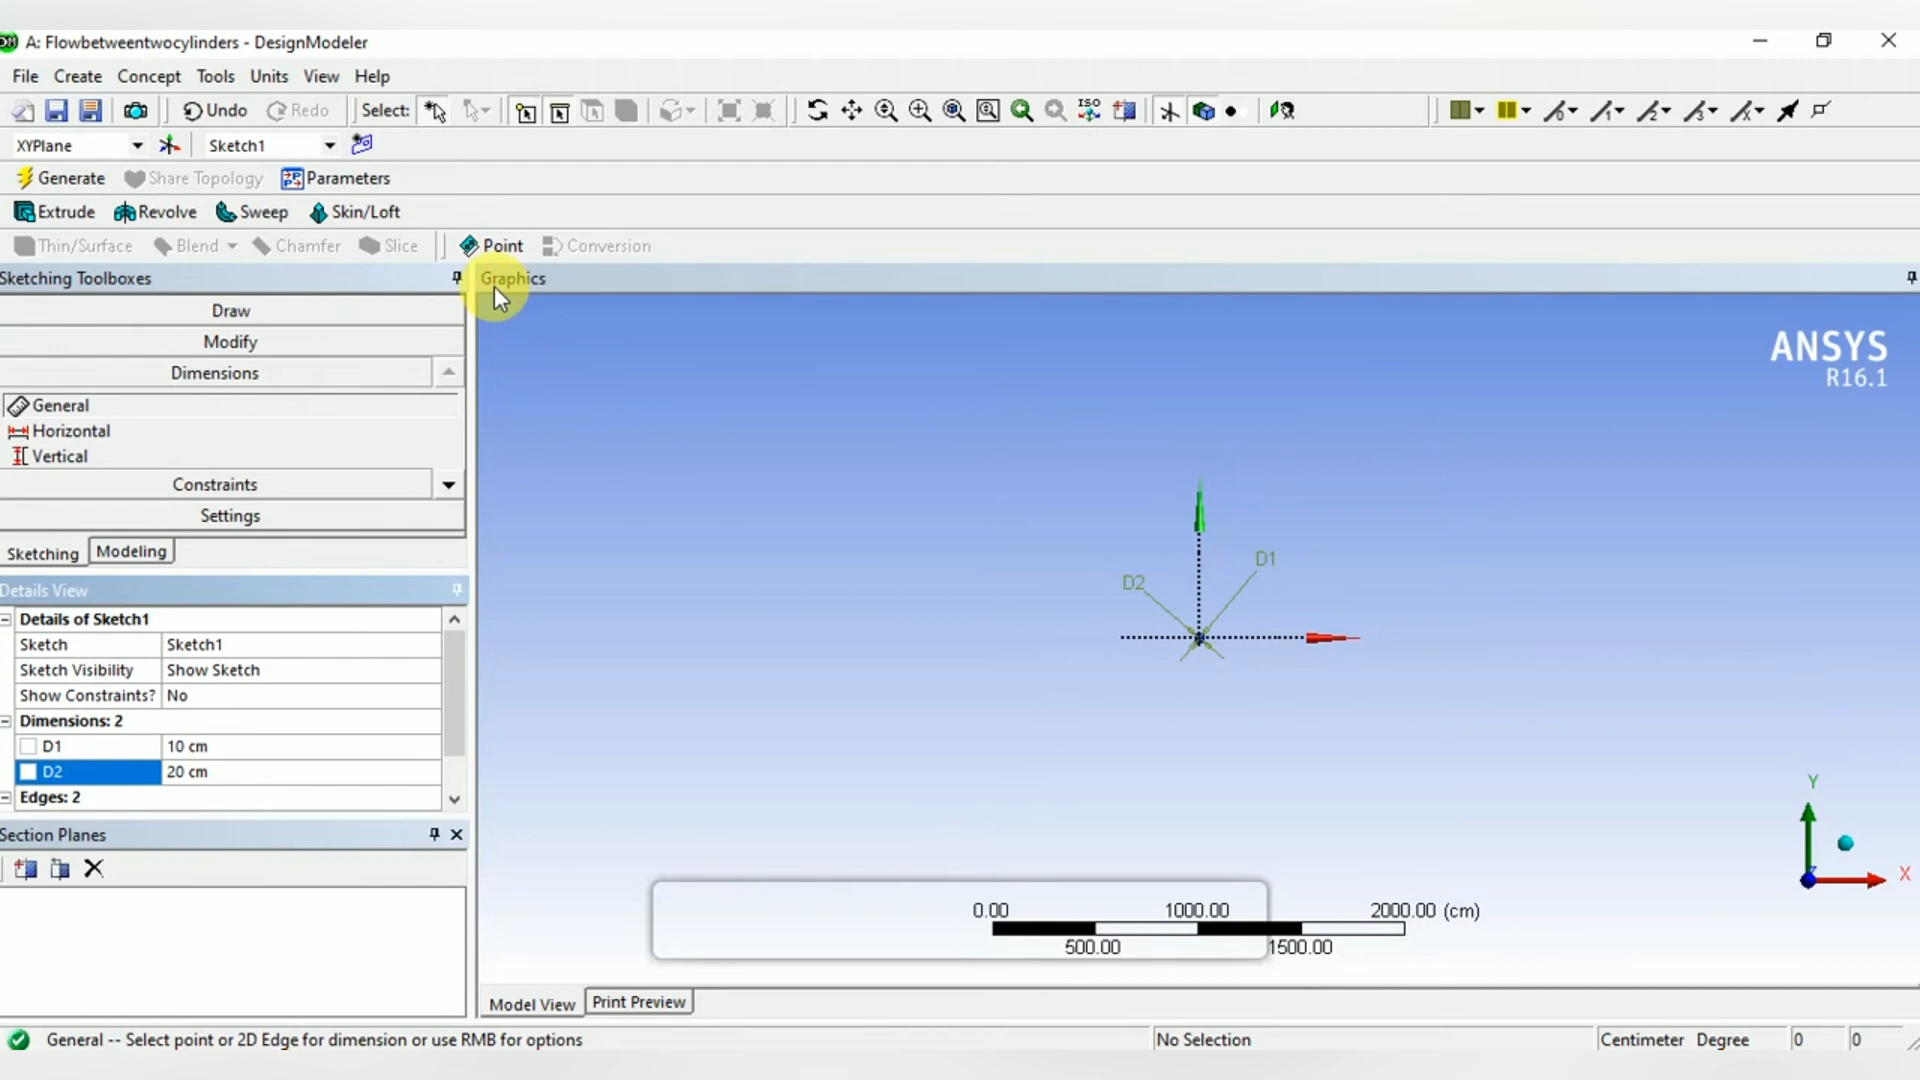 A: Flowbetweentwocylinders - DesignModeler
File Create Concept Tools Units View Help
Undo Redo Select: ISO
XYPlane Sketch1
Generate Share Topology Parameters
Extrude Revolve Sweep Skin/Loft
Thin/Surface Blend Chamfer Slice Point Conversion
Sketching Toolboxes
Draw
Modify
Dimensions
General
Horizontal
Vertical
Constraints
Settings
Sketching Modeling
Details View
Details of Sketch1
Sketch Sketch1
Sketch Visibility Show Sketch
Show Constraints? No
Dimensions: 2
D1 10 cm
D2 20 cm
Edges: 2
Section Planes
Graphics
ANSYS
R16.1
D1
D2
Y
X
0.00 1000.00 2000.00 (cm)
500.00 1500.00
Model View Print Preview
General -- Select point or 2D Edge for dimension or use RMB for options No Selection Centimeter Degree 0 0